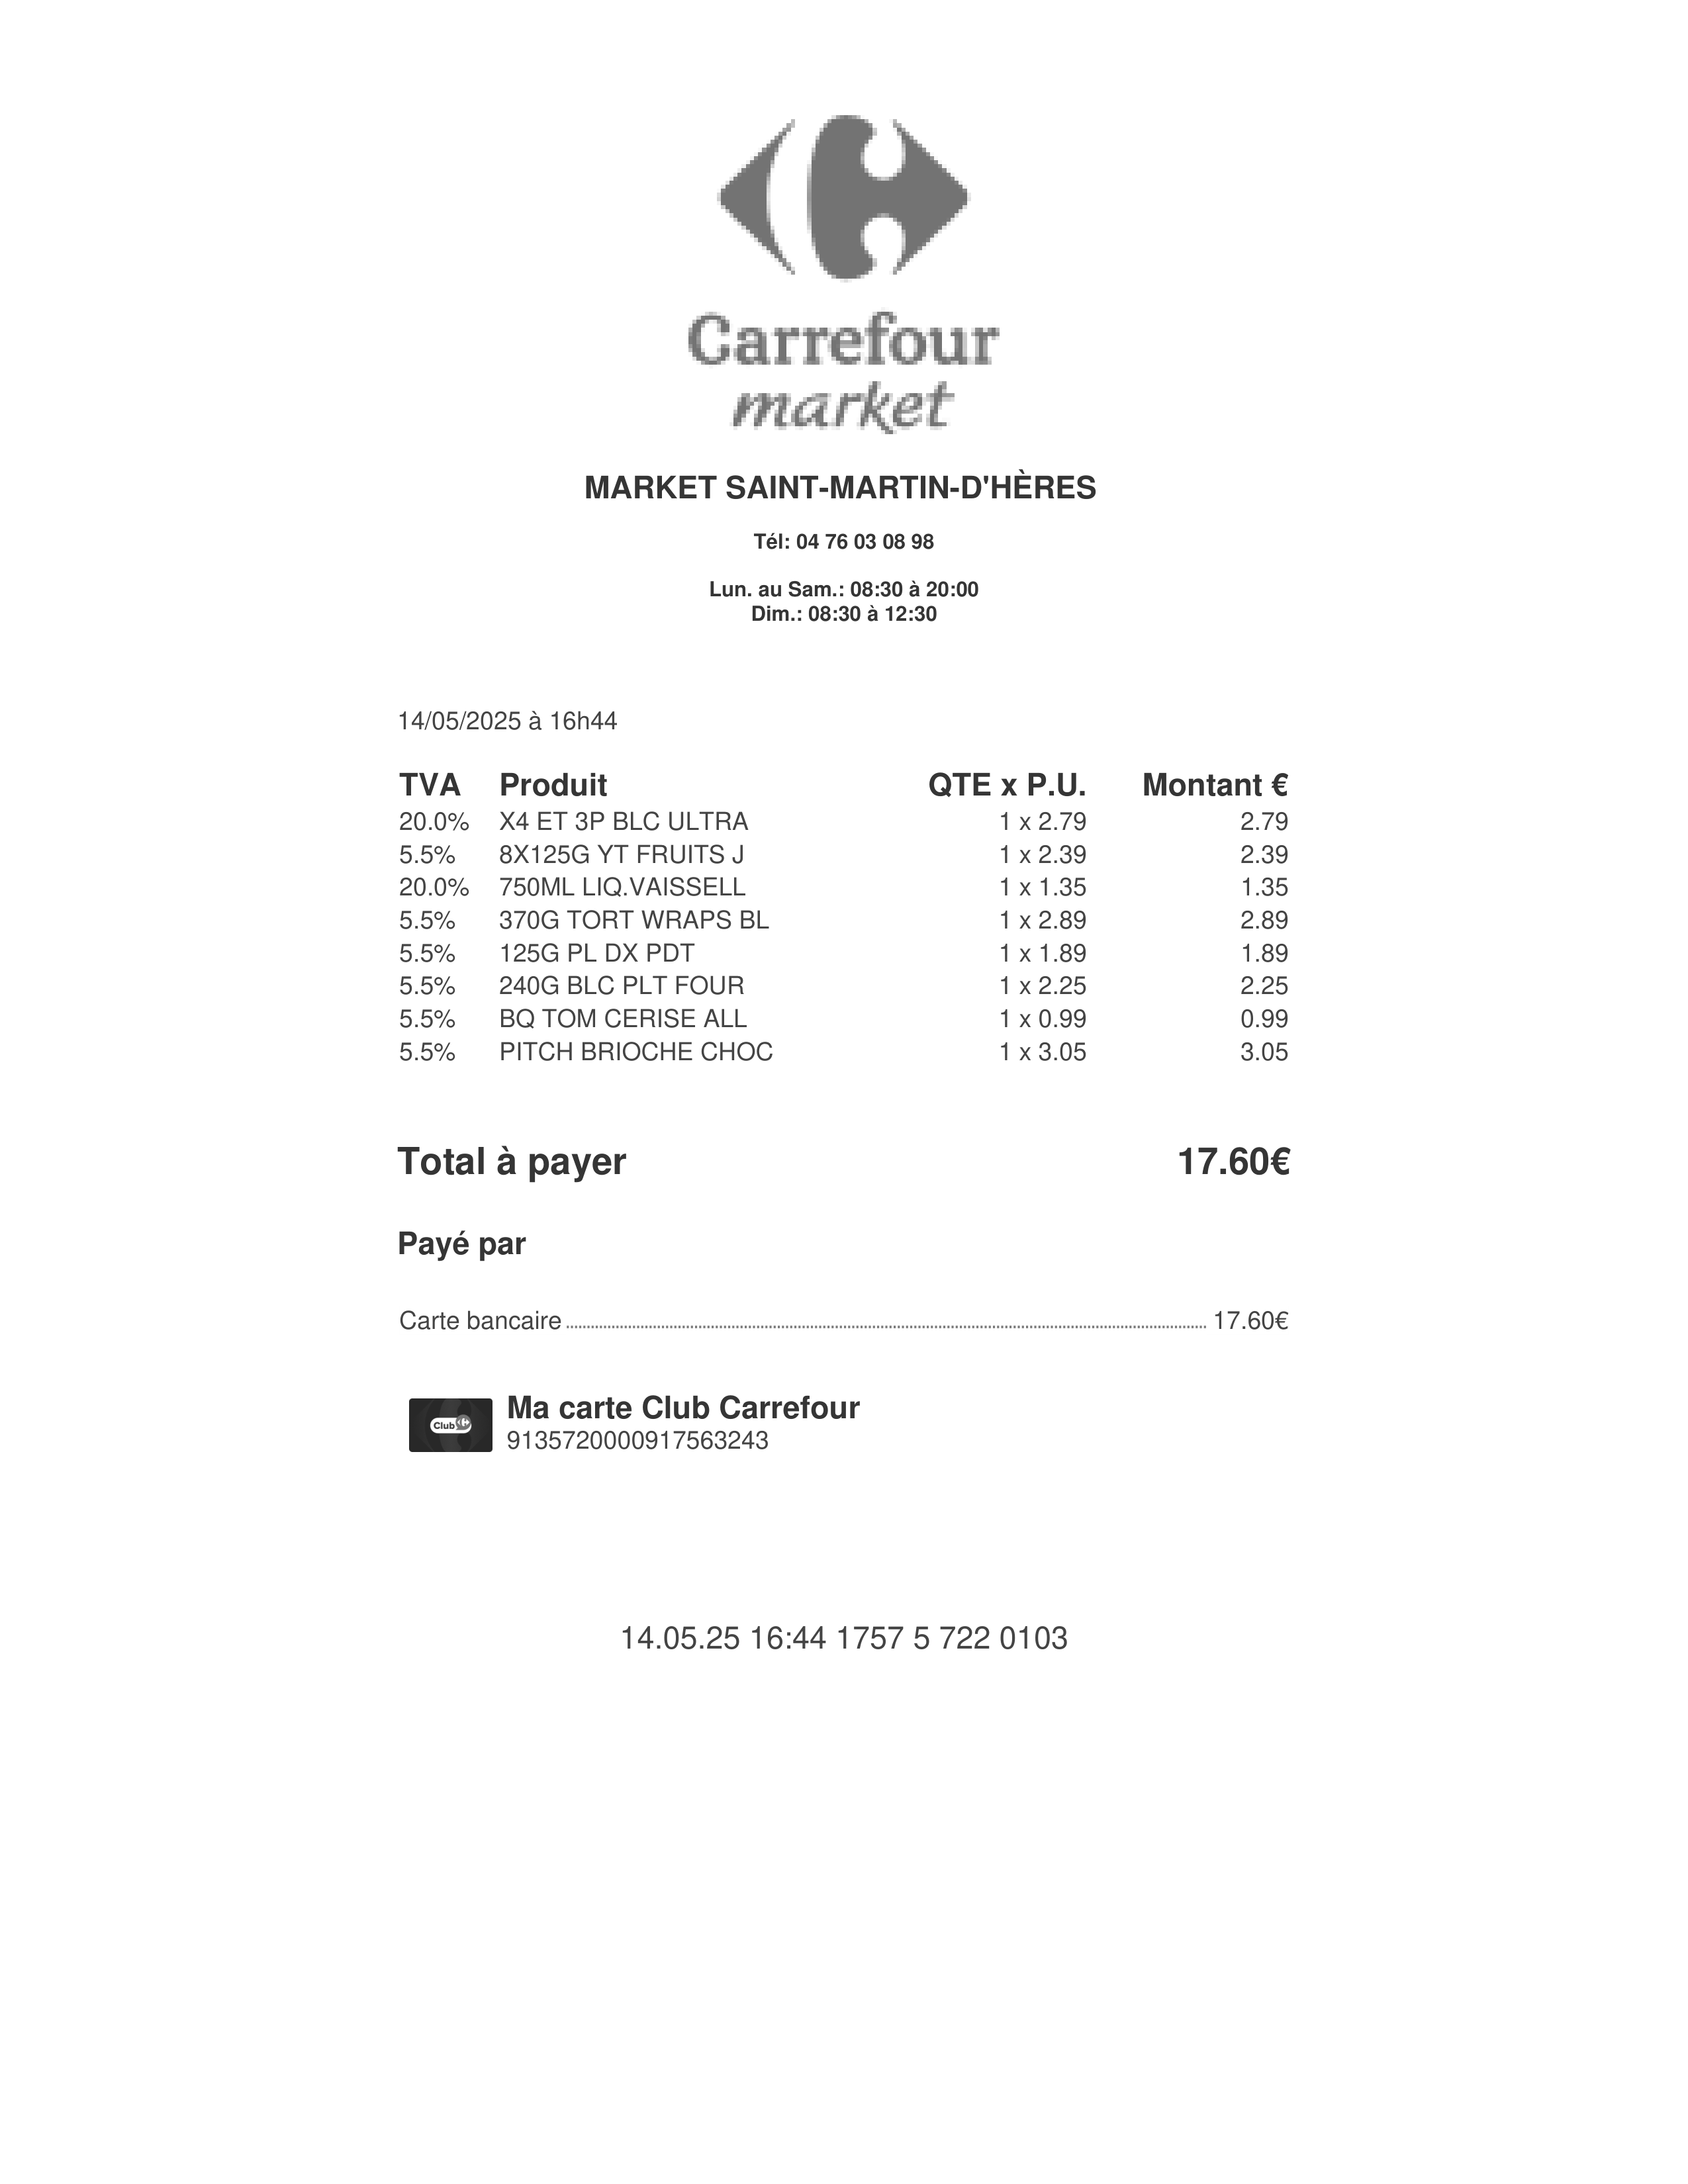 Carrefour
market
MARKET SAINT-MARTIN-D'HÈRES
Tél: 04 76 03 08 98
Lun. au Sam.: 08:30 à 20:00
Dim.: 08:30 à 12:30
14/05/2025 à 16h44
TVA Produit QTE x P.U. Montant €
20.0% X4 ET 3P BLC ULTRA 1 x 2.79 2.79
5.5% 8X125G YT FRUITS J 1 x 2.39 2.39
20.0% 750ML LIQ.VAISSELL 1 x 1.35 1.35
5.5% 370G TORT WRAPS BL 1 x 2.89 2.89
5.5% 125G PL DX PDT 1 x 1.89 1.89
5.5% 240G BLC PLT FOUR 1 x 2.25 2.25
5.5% BQ TOM CERISE ALL 1 x 0.99 0.99
5.5% PITCH BRIOCHE CHOC 1 x 3.05 3.05
Total à payer 17.60€
Payé par
Carte bancaire 17.60€
Club
Ma carte Club Carrefour
9135720000917563243
14.05.25 16:44 1757 5 722 0103